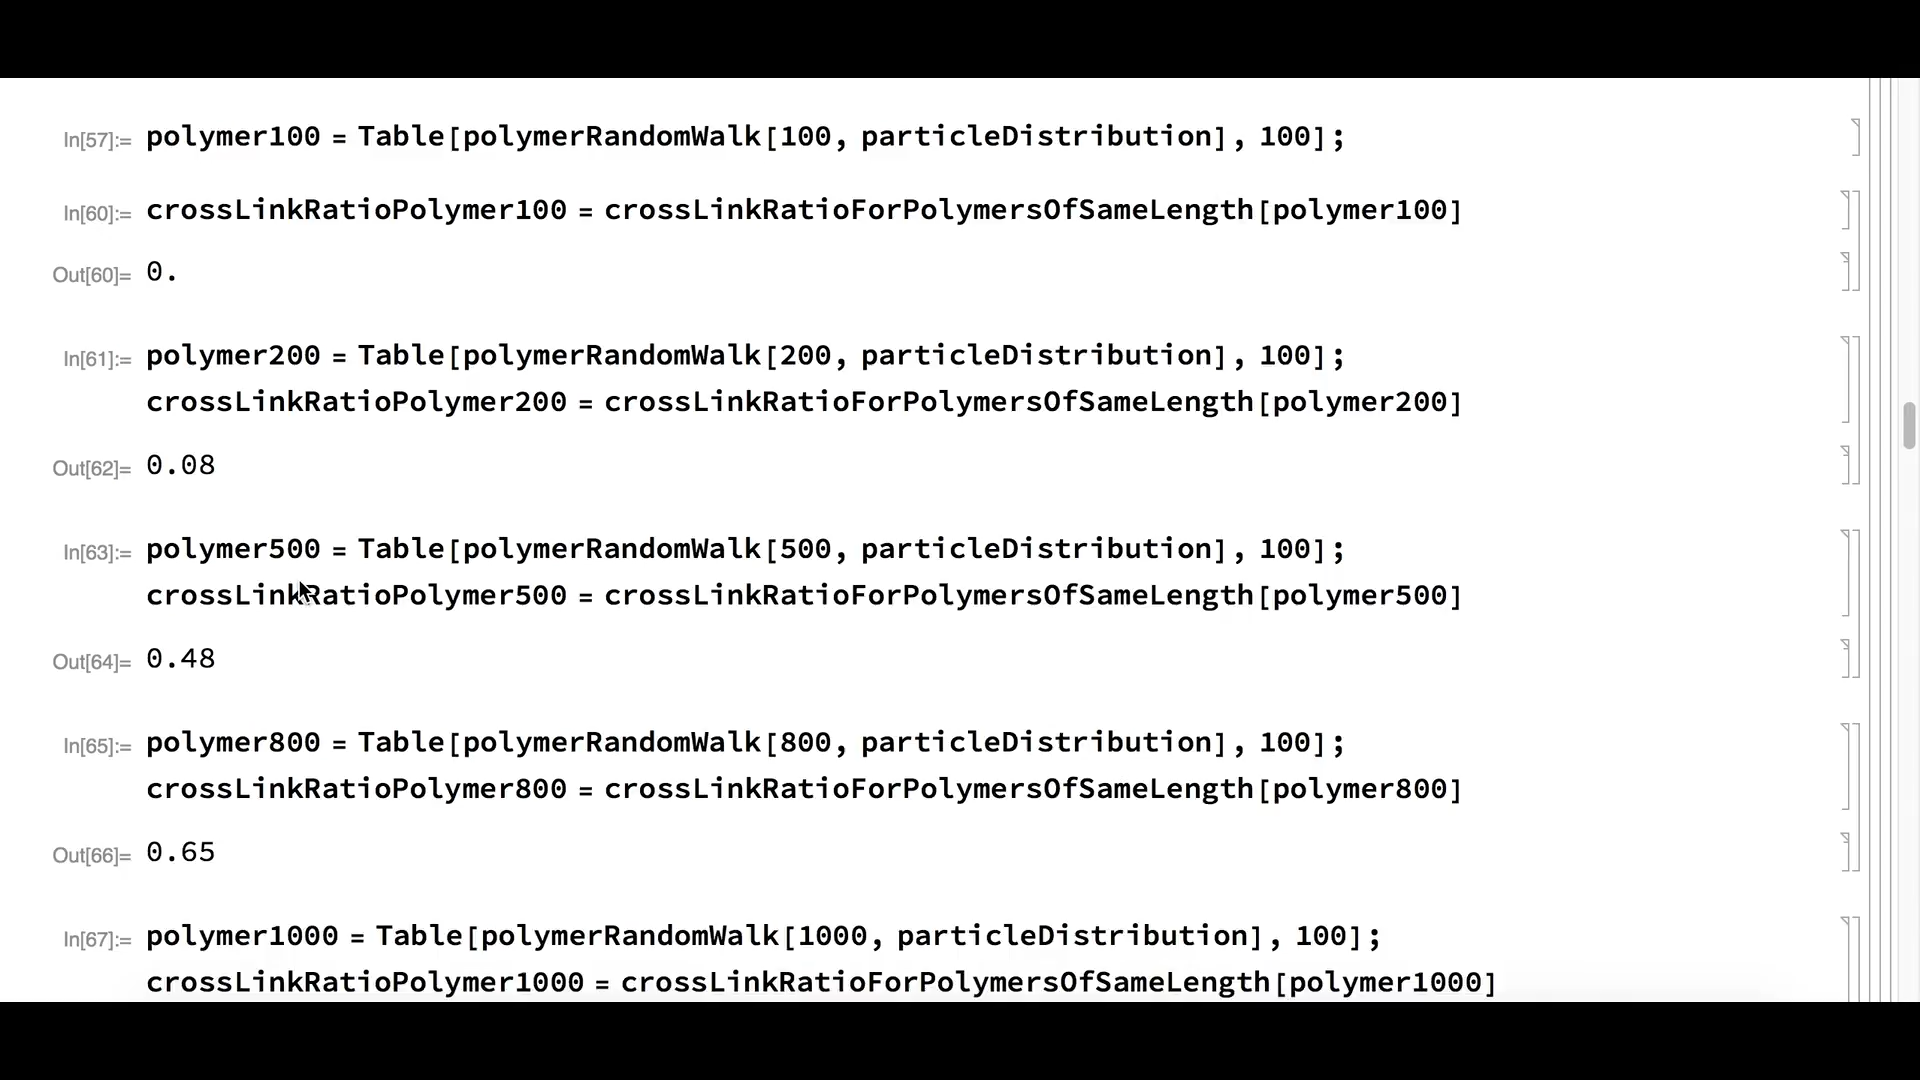 In[57]:= polymer100 = Table[polymerRandomWalk[100, particleDistribution], 100];
In[60]:= crossLinkRatioPolymer100 = crossLinkRatioForPolymersOfSameLength[polymer100]
Out[60]= 0.
In[61]:= polymer200 = Table[polymerRandomWalk[200, particleDistribution], 100];
crossLinkRatioPolymer200 = crossLinkRatioForPolymersOfSameLength[polymer200]
Out[62]= 0.08
In[63]:= polymer500 = Table[polymerRandomWalk[500, particleDistribution], 100];
crossLinkRatioPolymer500 = crossLinkRatioForPolymersOfSameLength[polymer500]
Out[64]= 0.48
In[65]:= polymer800 = Table[polymerRandomWalk[800, particleDistribution], 100];
crossLinkRatioPolymer800 = crossLinkRatioForPolymersOfSameLength[polymer800]
Out[66]= 0.65
In[67]:= polymer1000 = Table[polymerRandomWalk[1000, particleDistribution], 100];
crossLinkRatioPolymer1000 = crossLinkRatioForPolymersOfSameLength[polymer1000]